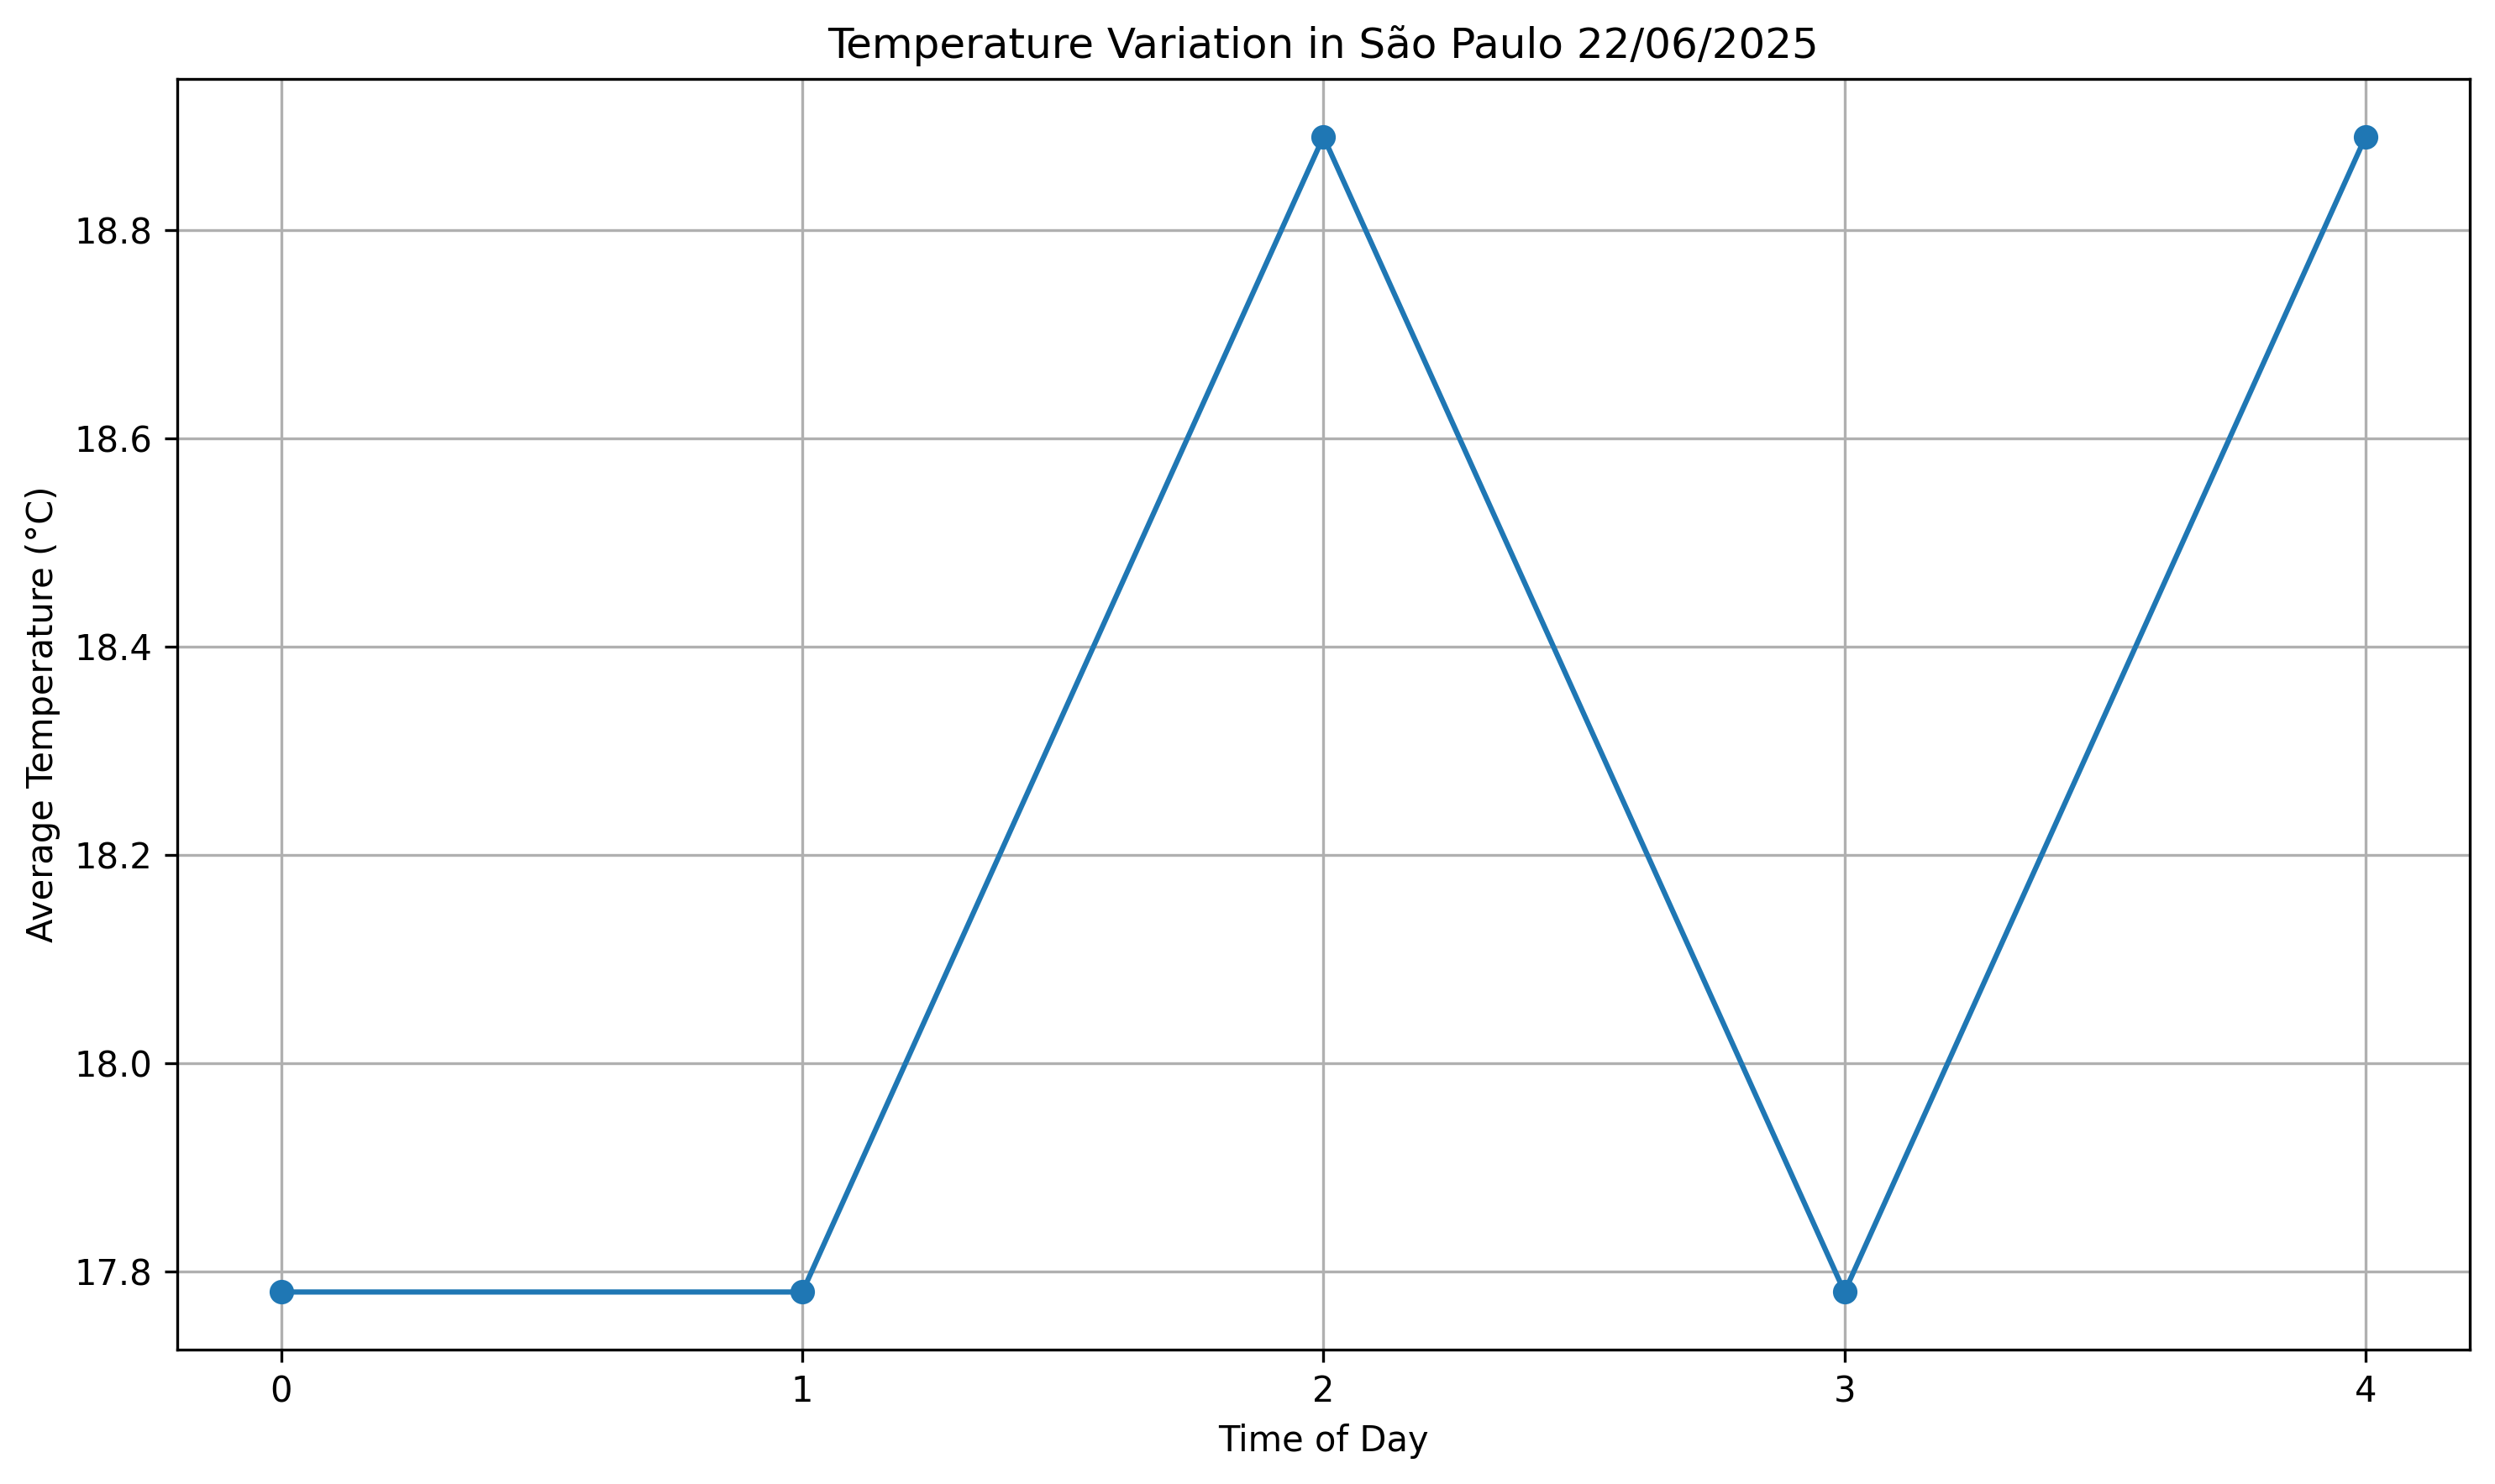 Temperature Variation in São Paulo 22/06/2025
18.8
18.6
18.4
18.2
18.0
17.8
Average Temperature (°C)
0 1 2 3 4
Time of Day